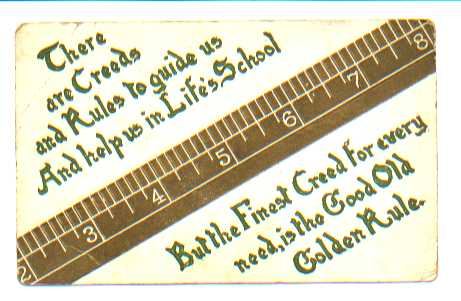 There
are Creeds
and Rules to guide us
And help us in Life's School
2 3 4 5 6 7 8
But the Finest Creed for every
need, is the Good Old
Golden Rule.